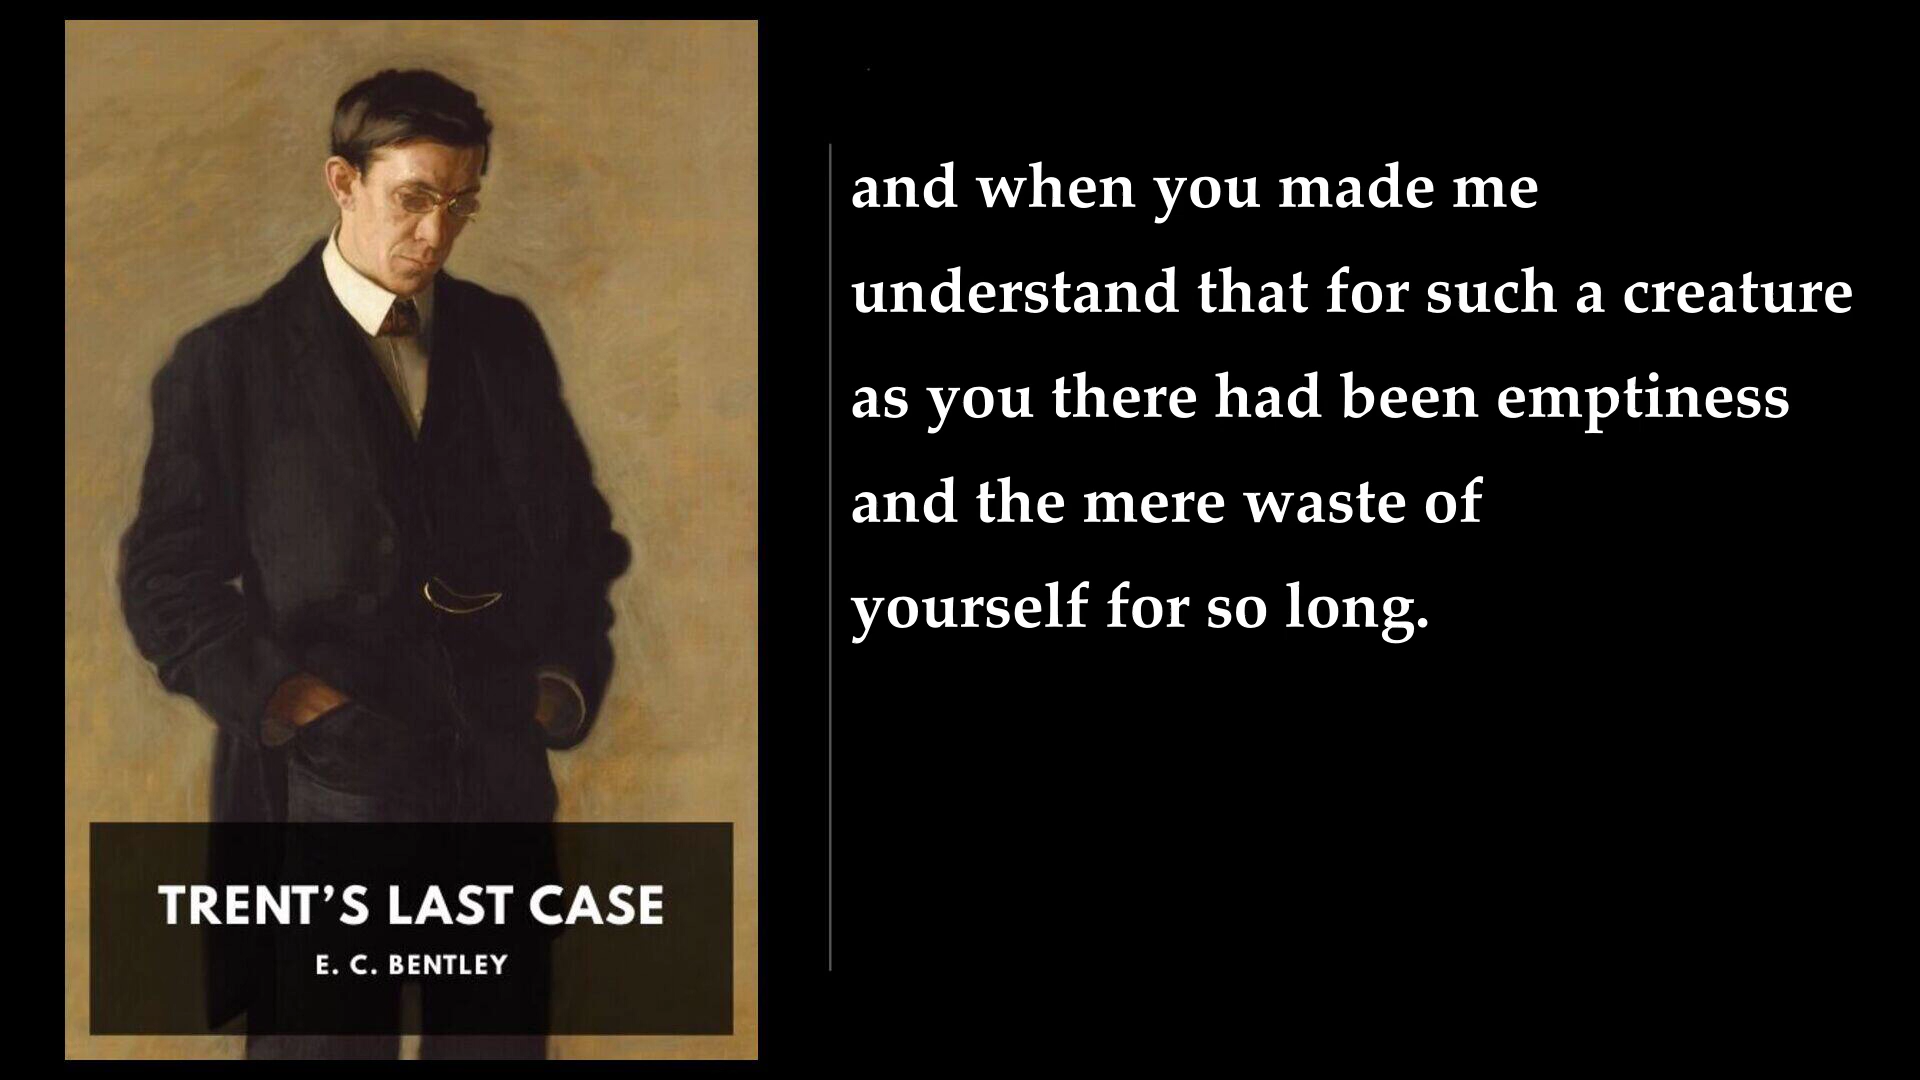 TRENT’S LAST CASE
E. C. BENTLEY
and when you made me
understand that for such a creature
as you there had been emptiness
and the mere waste of
yourself for so long.